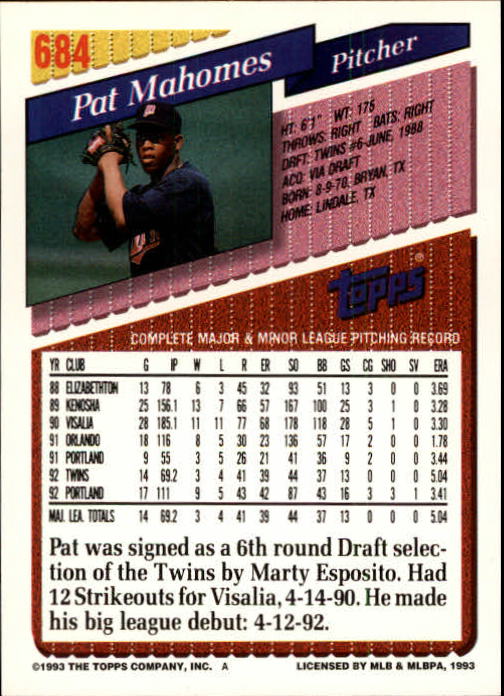 684
Pat Mahomes
Pitcher
HT: 6'1" WT: 175
THROWS: RIGHT BATS: RIGHT
DRFT: TWINS #6-JUNE, 1988
ACQ: VIA DRAFT
BORN: 8-9-70, BRYAN, TX
HOME: LINDALE, TX
Topps®
COMPLETE MAJOR & MINOR LEAGUE PITCHING RECORD
YR CLUB G IP W L R ER SO BB GS CG SHO SV ERA
88 ELIZABETHTON 13 78 6 3 45 32 93 51 13 3 0 0 3.69
89 KENOSHA 25 156.1 13 7 66 57 167 100 25 3 1 0 3.28
90 VISALIA 28 185.1 11 11 77 68 178 118 28 5 1 0 3.30
91 ORLANDO 18 116 8 5 30 23 136 57 17 2 0 0 1.78
91 PORTLAND 9 55 3 5 26 21 41 36 9 2 0 0 3.44
92 TWINS 14 69.2 3 4 41 39 44 37 13 0 0 0 5.04
92 PORTLAND 17 111 9 5 43 42 87 43 16 3 3 1 3.41
MAJ. LEA. TOTALS 14 69.2 3 4 41 39 44 37 13 0 0 0 5.04
Pat was signed as a 6th round Draft selec-
tion of the Twins by Marty Esposito. Had
12 Strikeouts for Visalia, 4-14-90. He made
his big league debut: 4-12-92.
©1993 THE TOPPS COMPANY, INC. A LICENSED BY MLB & MLBPA, 1993